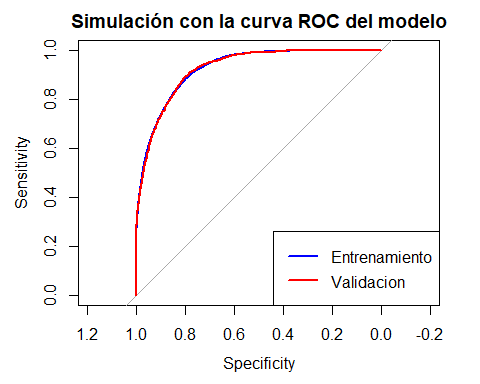 Simulación con la curva ROC del modelo
Sensitivity
1.0
0.8
0.6
0.4
0.2
0.0
Entrenamiento
Validacion
1.2 1.0 0.8 0.6 0.4 0.2 0.0 -0.2
Specificity